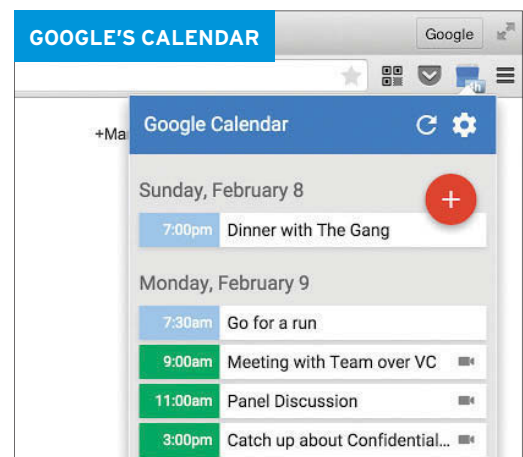 GOOGLE'S CALENDAR
Google
+Ma
Google Calendar
Sunday, February 8
+
7:00pm Dinner with The Gang
Monday, February 9
7:30am Go for a run
9:00am Meeting with Team over VC
11:00am Panel Discussion
3:00pm Catch up about Confidential...